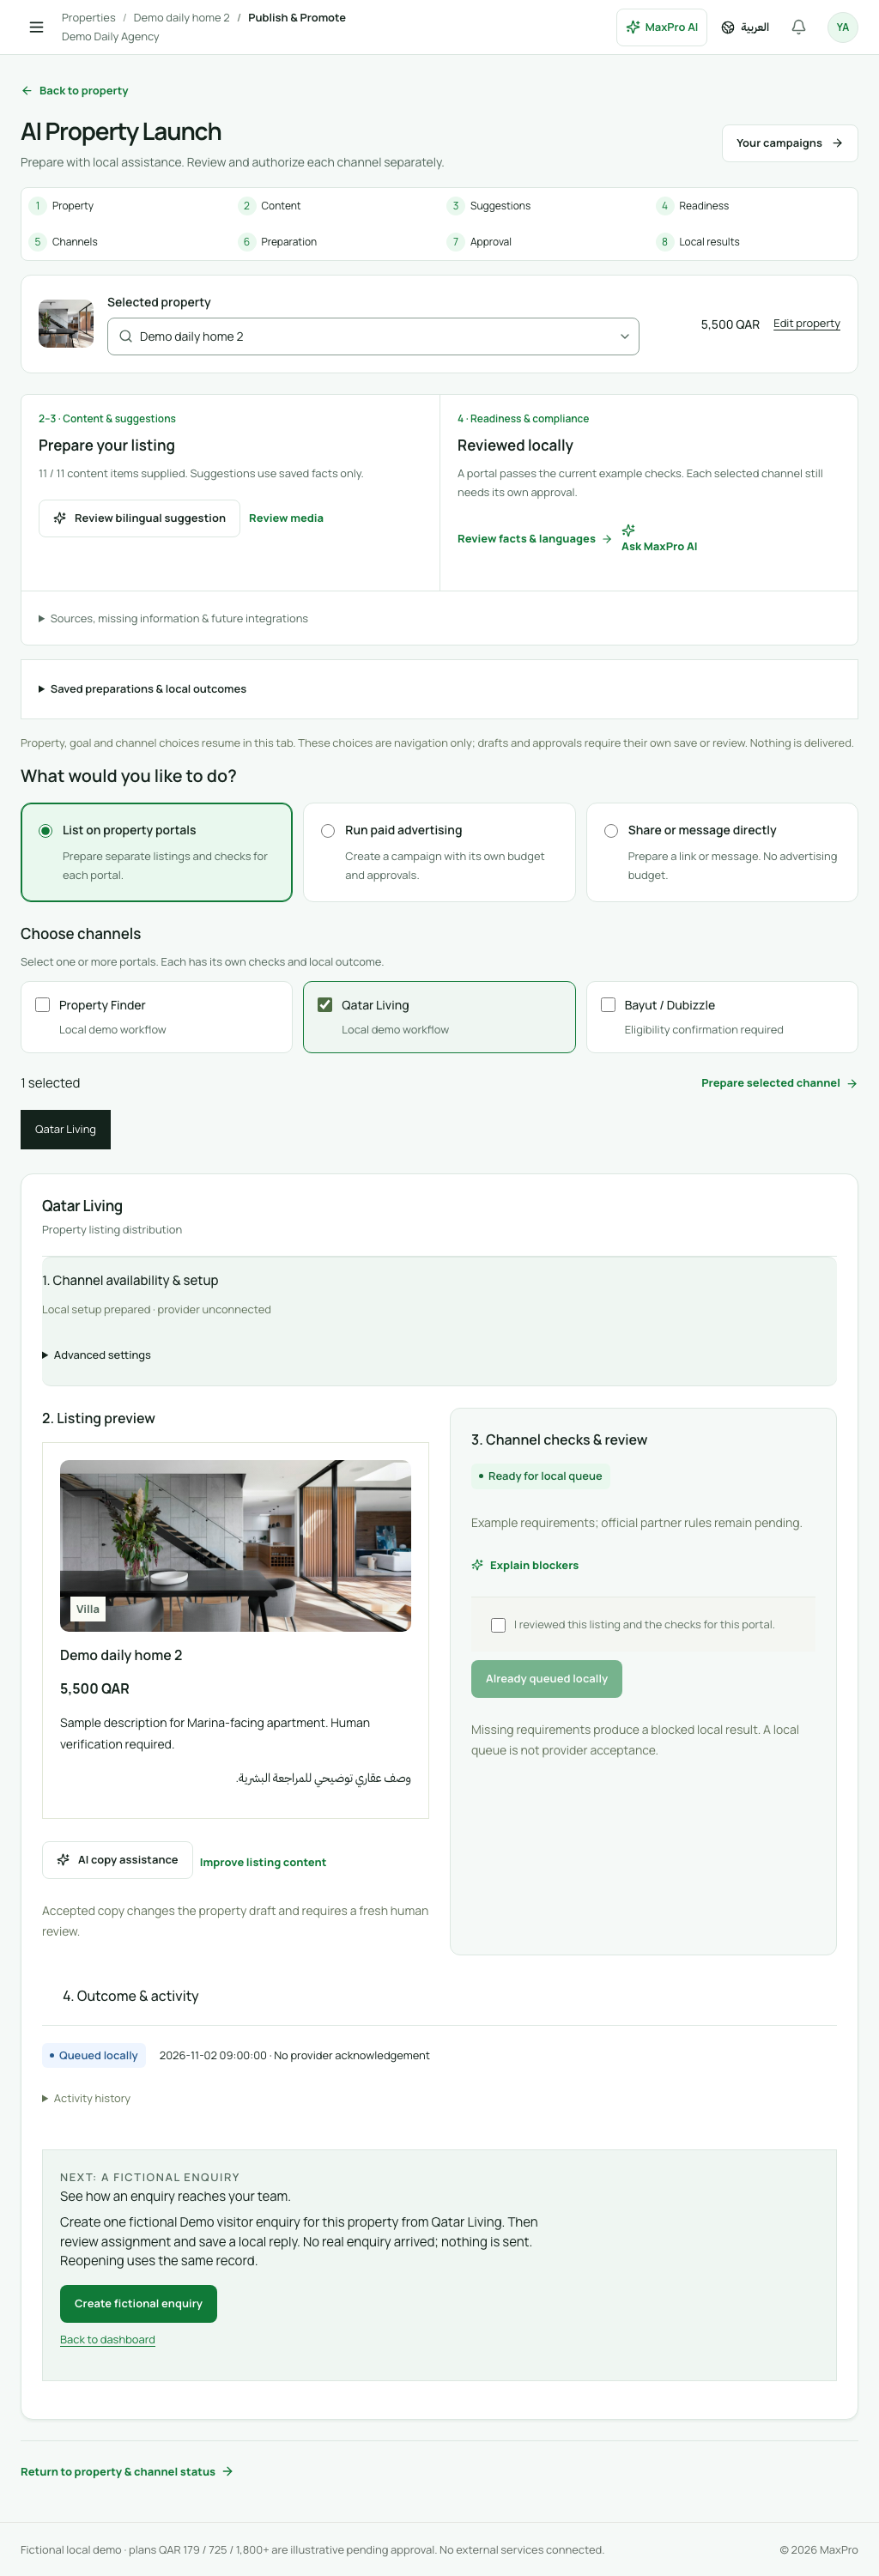 Properties / Demo daily home 2 / Publish & Promote
Demo Daily Agency
MaxPro AI
العربية
YA
Back to property
AI Property Launch
Prepare with local assistance. Review and authorize each channel separately.
Your campaigns
1 Property
2 Content
3 Suggestions
4 Readiness
5 Channels
6 Preparation
7 Approval
8 Local results
Selected property
Demo daily home 2
5,500 QAR
Edit property
2–3 · Content & suggestions
Prepare your listing
11 / 11 content items supplied. Suggestions use saved facts only.
Review bilingual suggestion
Review media
4 · Readiness & compliance
Reviewed locally
A portal passes the current example checks. Each selected channel still
needs its own approval.
Review facts & languages
Ask MaxPro AI
Sources, missing information & future integrations
Saved preparations & local outcomes
Property, goal and channel choices resume in this tab. These choices are navigation only; drafts and approvals require their own save or review. Nothing is delivered.
What would you like to do?
List on property portals
Prepare separate listings and checks for
each portal.
Run paid advertising
Create a campaign with its own budget
and approvals.
Share or message directly
Prepare a link or message. No advertising
budget.
Choose channels
Select one or more portals. Each has its own checks and local outcome.
Property Finder
Local demo workflow
Qatar Living
Local demo workflow
Bayut / Dubizzle
Eligibility confirmation required
1 selected
Prepare selected channel
Qatar Living
Qatar Living
Property listing distribution
1. Channel availability & setup
Local setup prepared · provider unconnected
Advanced settings
2. Listing preview
Villa
Demo daily home 2
5,500 QAR
Sample description for Marina-facing apartment. Human
verification required.
وصف عقاري توضيحي للمراجعة البشرية.
AI copy assistance
Improve listing content
Accepted copy changes the property draft and requires a fresh human
review.
3. Channel checks & review
Ready for local queue
Example requirements; official partner rules remain pending.
Explain blockers
I reviewed this listing and the checks for this portal.
Already queued locally
Missing requirements produce a blocked local result. A local
queue is not provider acceptance.
4. Outcome & activity
Queued locally
2026-11-02 09:00:00 · No provider acknowledgement
Activity history
NEXT: A FICTIONAL ENQUIRY
See how an enquiry reaches your team.
Create one fictional Demo visitor enquiry for this property from Qatar Living. Then
review assignment and save a local reply. No real enquiry arrived; nothing is sent.
Reopening uses the same record.
Create fictional enquiry
Back to dashboard
Return to property & channel status
Fictional local demo · plans QAR 179 / 725 / 1,800+ are illustrative pending approval. No external services connected.
© 2026 MaxPro